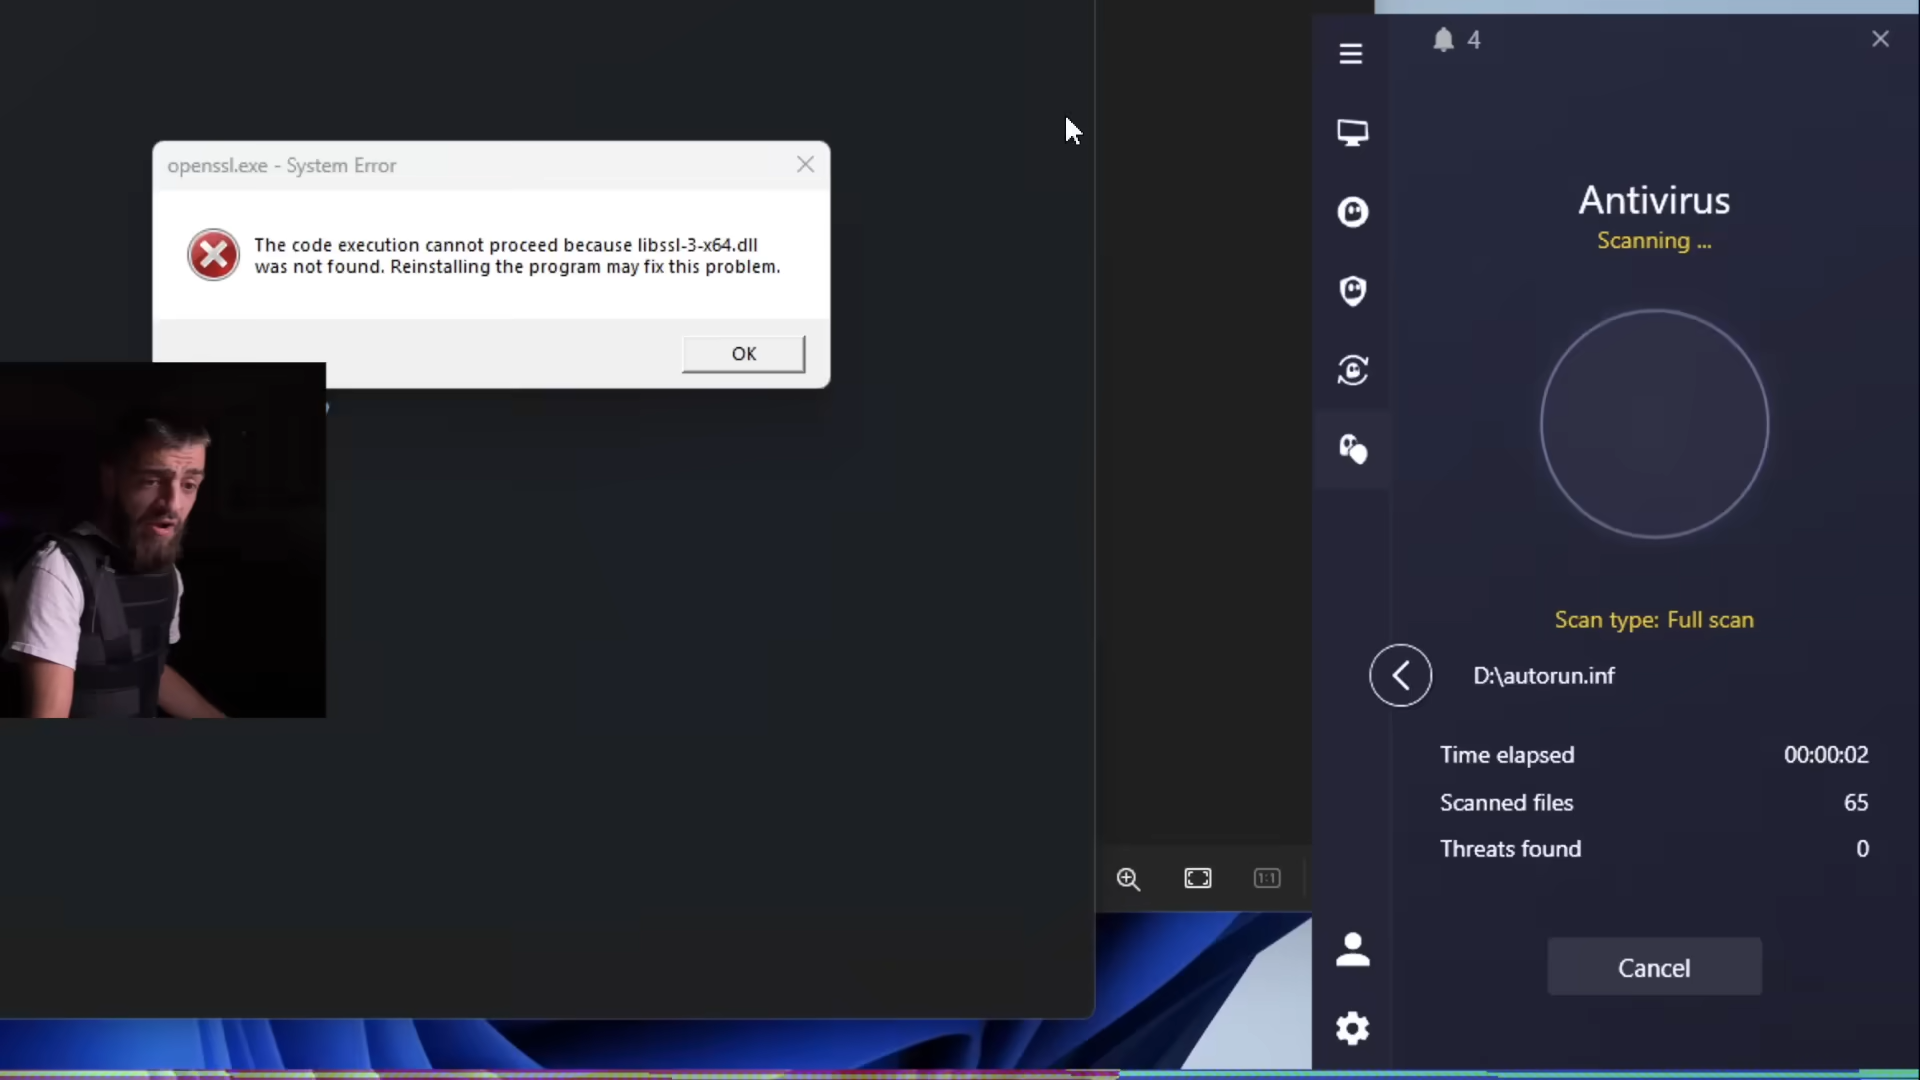 openssl.exe - System Error
The code execution cannot proceed because libssl-3-x64.dll
was not found. Reinstalling the program may fix this problem.
OK
4
Antivirus
Scanning ...
Scan type: Full scan
D:\autorun.inf
Time elapsed 00:00:02
Scanned files 65
Threats found 0
1:1
Cancel